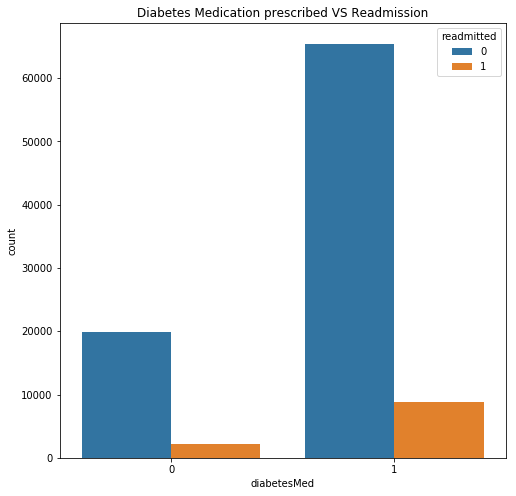 Diabetes Medication prescribed VS Readmission
readmitted
0
1
60000
50000
40000
30000
20000
10000
0
count
0 1
diabetesMed